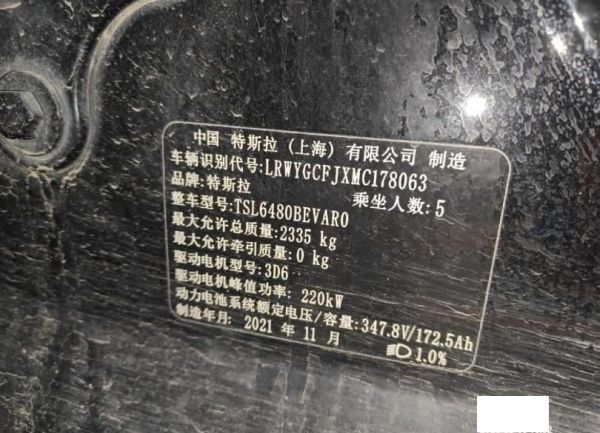 中国 特斯拉 (上海) 有限公司 制造
车辆识别代号:LRWYGCFJXMC178063
品牌:特斯拉 乘坐人数:5
整车型号:TSL6480BEVAR0
最大允许总质量:2335 kg
最大允许牵引质量:0 kg
驱动电机型号:3D6
驱动电机峰值功率: 220kW
动力电池系统额定电压/容量:347.8V/172.5Ah
制造年月: 2021 年 11 月 1.0%